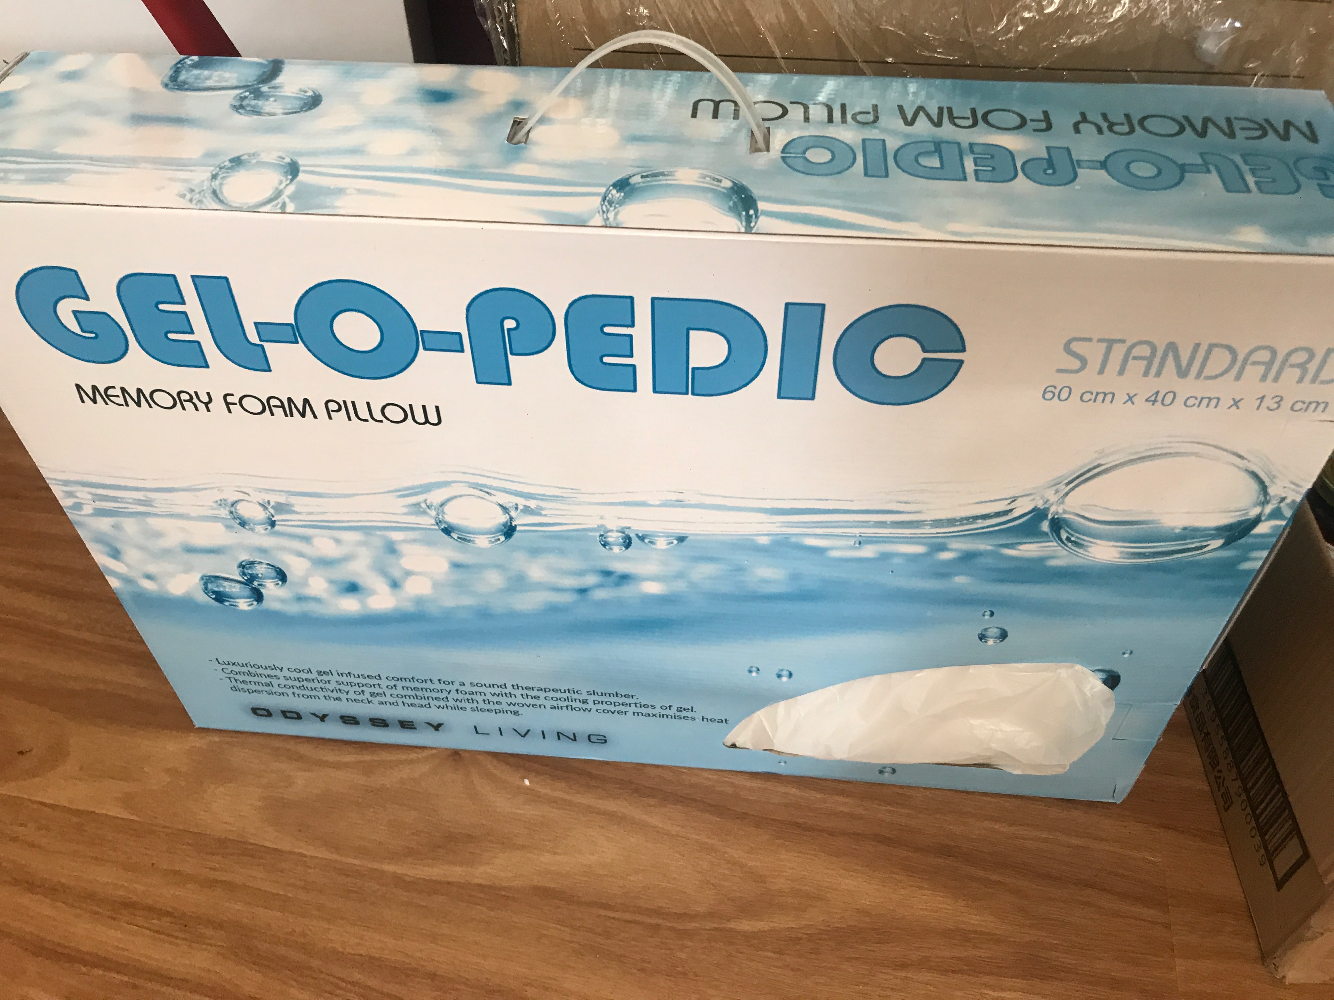 MEMORY FOAM PILLOW
GEL-O-PEDIC
GEL-O-PEDIC
MEMORY FOAM PILLOW
STANDARD
60 cm x 40 cm x 13 cm
- Luxuriously cool gel infused comfort for a sound therapeutic slumber.
- Combines superior support of memory foam with the cooling properties of gel.
- Thermal conductivity of gel combined with the woven airflow cover maximises heat
dispersion from the neck and head while sleeping.
ODYSSEY LIVING